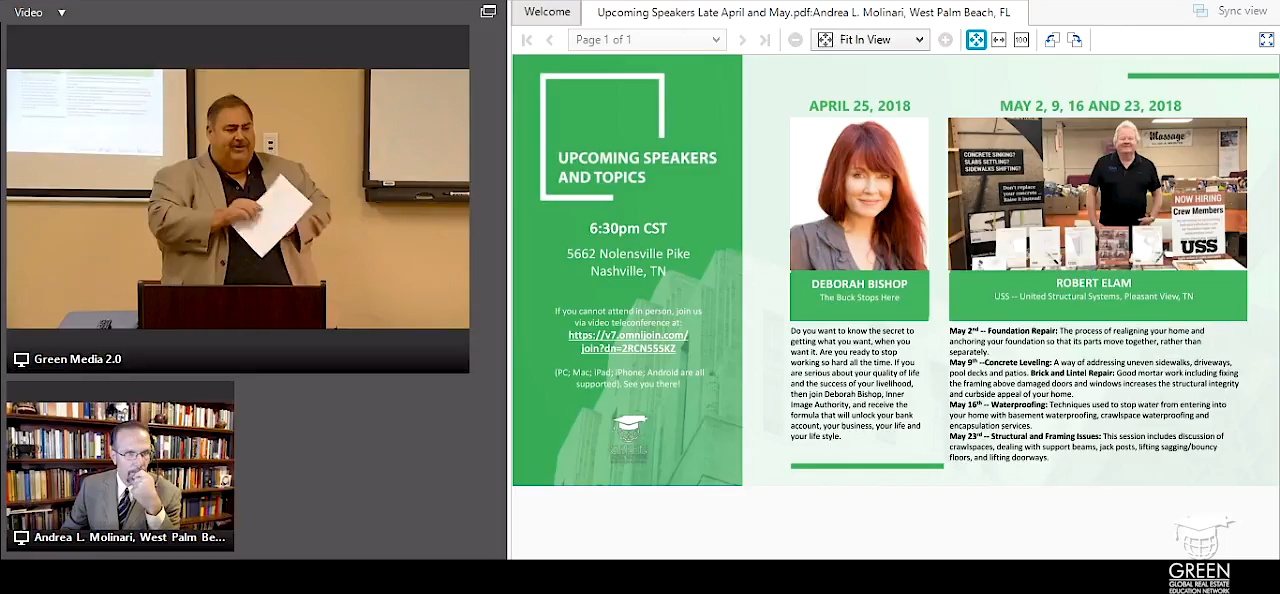 Video
Welcome
Upcoming Speakers Late April and May.pdf:Andrea L. Molinari, West Palm Beach, FL
Sync view
Page 1 of 1
Fit In View
100
Green Media 2.0
Andrea L. Molinari, West Palm Be...
UPCOMING SPEAKERS
AND TOPICS
6:30pm CST
5662 Nolensville Pike
Nashville, TN
If you cannot attend in person, join us
via video teleconference at:
https://v7.omnijoin.com/
join?dn=2RCN555KZ
(PC; Mac; iPad; iPhone; Android are all
supported). See you there!
APRIL 25, 2018
DEBORAH BISHOP
The Buck Stops Here
Do you want to know the secret to
getting what you want, when you
want it. Are you ready to stop
working so hard all the time. If you
are serious about your quality of life
and the success of your livelihood,
then join Deborah Bishop, Inner
Image Authority, and receive the
formula that will unlock your bank
account, your business, your life and
your life style.
MAY 2, 9, 16 AND 23, 2018
Massage
CONCRETE SINKING?
SLABS SETTLING?
SIDEWALKS SHIFTING?
Don't replace
your concrete...
Raise it instead!
NOW HIRING
Crew Members
USS
ROBERT ELAM
USS -- United Structural Systems, Pleasant View, TN
May 2nd -- Foundation Repair: The process of realigning your home and
anchoring your foundation so that its parts move together, rather than
separately.
May 9th --Concrete Leveling: A way of addressing uneven sidewalks, driveways,
pool decks and patios. Brick and Lintel Repair: Good mortar work including fixing
the framing above damaged doors and windows increases the structural integrity
and curbside appeal of your home.
May 16th -- Waterproofing: Techniques used to stop water from entering into
your home with basement waterproofing, crawlspace waterproofing and
encapsulation services.
May 23rd -- Structural and Framing Issues: This session includes discussion of
crawlspaces, dealing with support beams, jack posts, lifting sagging/bouncy
floors, and lifting doorways.
GREEN
GLOBAL REAL ESTATE
EDUCATION NETWORK